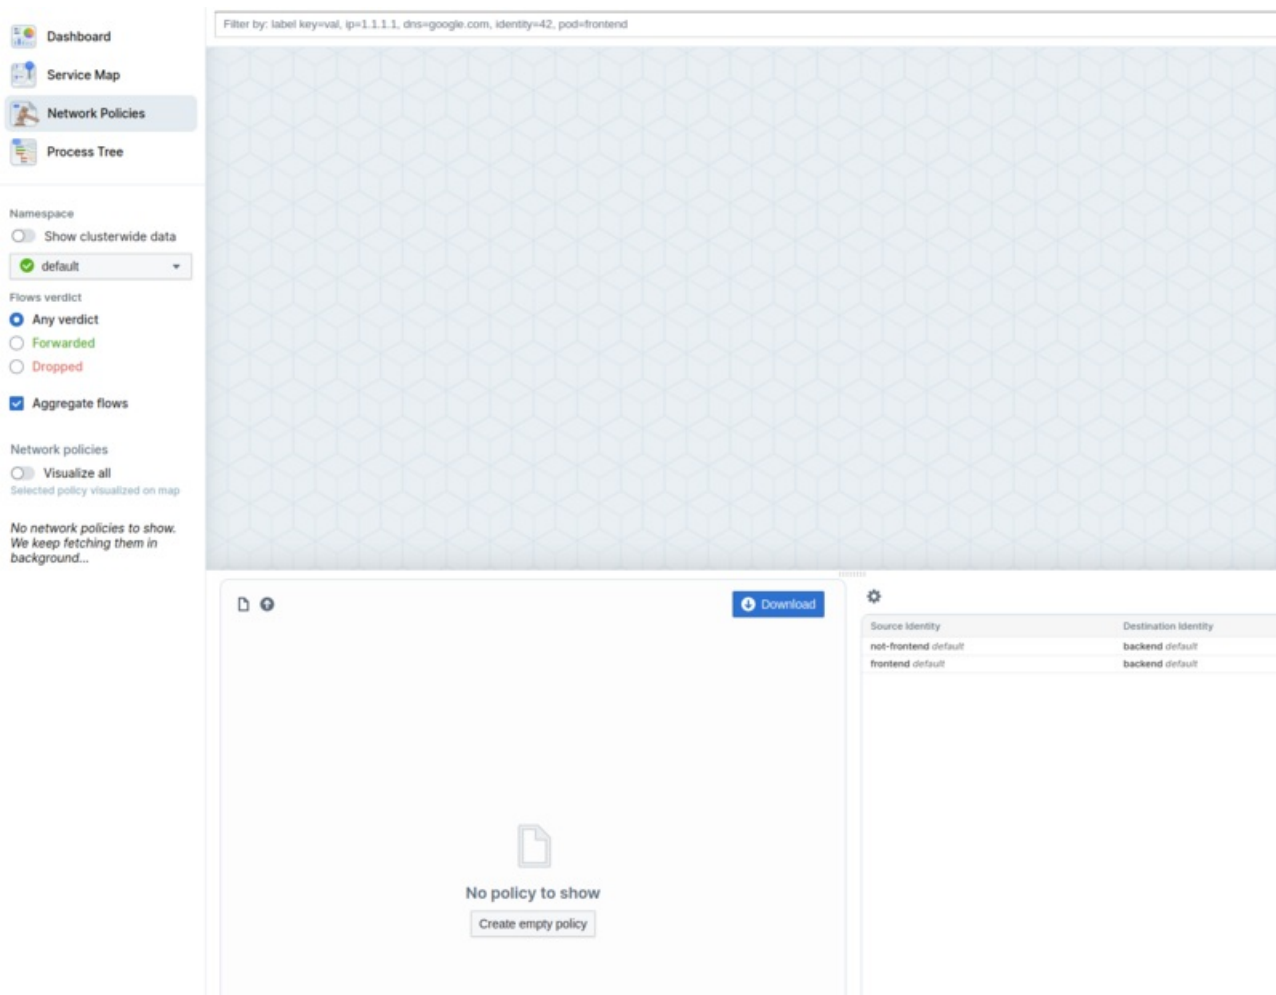 Dashboard
Service Map
Network Policies
Process Tree
Namespace
Show clusterwide data
default
Flows verdict
Any verdict
Forwarded
Dropped
Aggregate flows
Network policies
Visualize all
Selected policy visualized on map
No network policies to show.
We keep fetching them in
background...
Filter by: label key=val, ip=1.1.1.1, dns=google.com, identity=42, pod=frontend
Download
No policy to show
Create empty policy
Source Identity Destination Identity
not-frontend default backend default
frontend default backend default